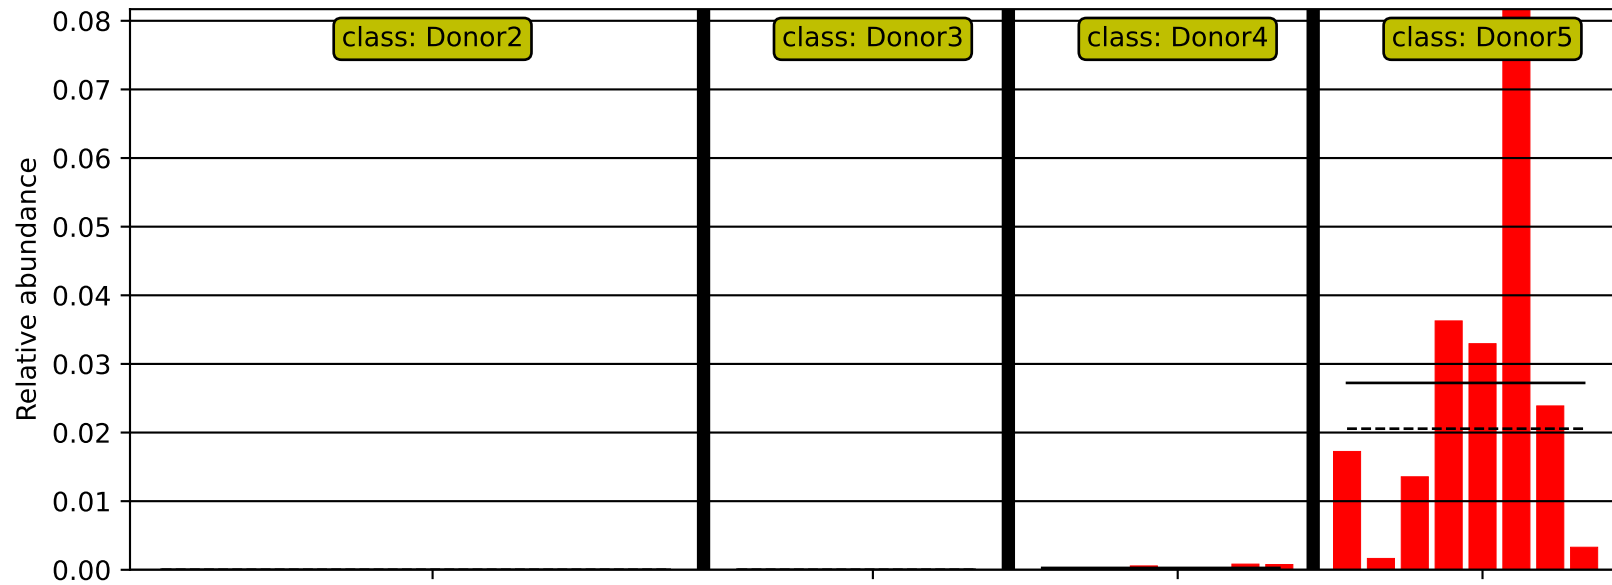 class: Donor2
class: Donor3
class: Donor4
class: Donor5
Relative abundance
0.08
0.07
0.06
0.05
0.04
0.03
0.02
0.01
0.00